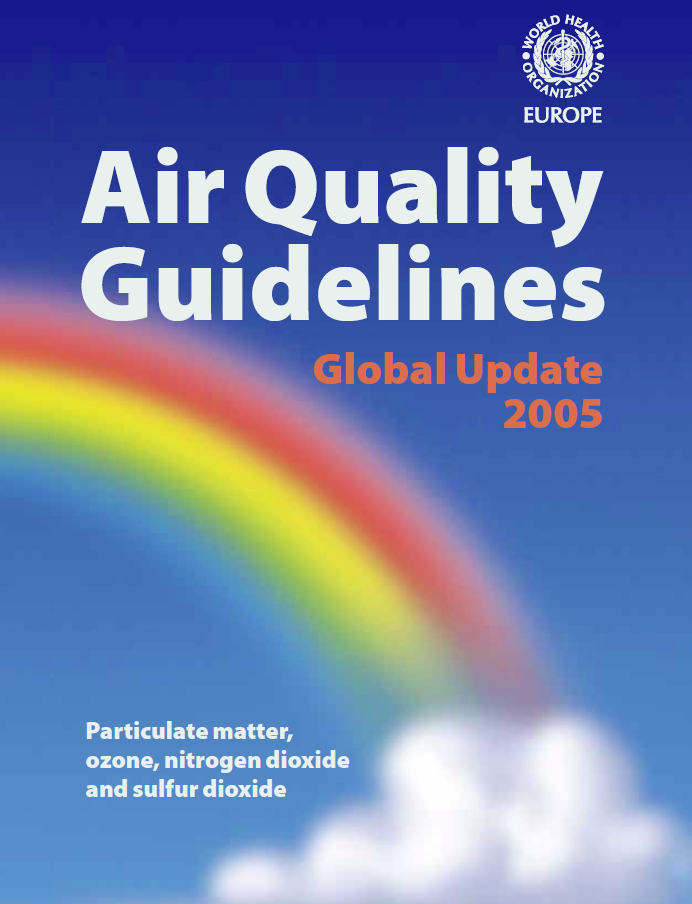 WORLD HEALTH
ORGANIZATION
EUROPE
Air Quality
Guidelines
Global Update
2005
Particulate matter,
ozone, nitrogen dioxide
and sulfur dioxide